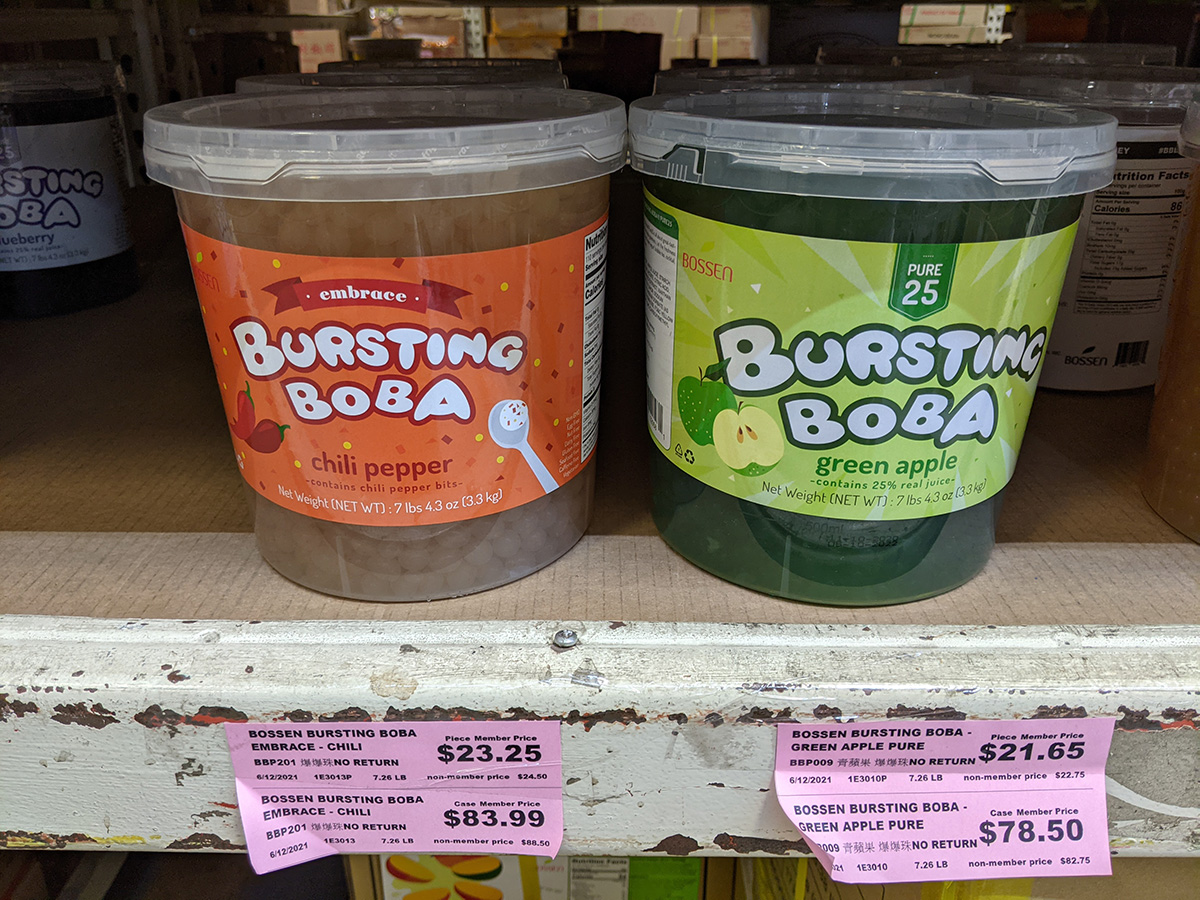 STING
OBA
ueberry
BOSSEN
embrace
BURSTING
BOBA
chili pepper
-contains chili pepper bits-
Net Weight (NET WT) : 7 lbs 4.3 oz (3.3 kg)
BOSSEN
PURE
25
BURSTING
BOBA
green apple
-contains 25% real juice-
Net Weight (NET WT) : 7 lbs 4.3 oz (3.3 kg)
Nutrition Facts
Calories 86
BOSSEN
BOSSEN BURSTING BOBA
EMBRACE - CHILI
Piece Member Price
$23.25
BBP201 爆爆珠NO RETURN
6/12/2021 1E3013P 7.26 LB non-member price $24.50
BOSSEN BURSTING BOBA
EMBRACE - CHILI
Case Member Price
$83.99
BBP201 爆爆珠NO RETURN
6/12/2021 1E3013 7.26 LB non-member price $88.50
BOSSEN BURSTING BOBA -
GREEN APPLE PURE
Piece Member Price
$21.65
BBP009 青蘋果 爆爆珠NO RETURN
6/12/2021 1E3010P 7.26 LB non-member price $22.75
BOSSEN BURSTING BOBA -
GREEN APPLE PURE
Case Member Price
$78.50
009 青蘋果 爆爆珠NO RETURN
21 1E3010 7.26 LB non-member price $82.75